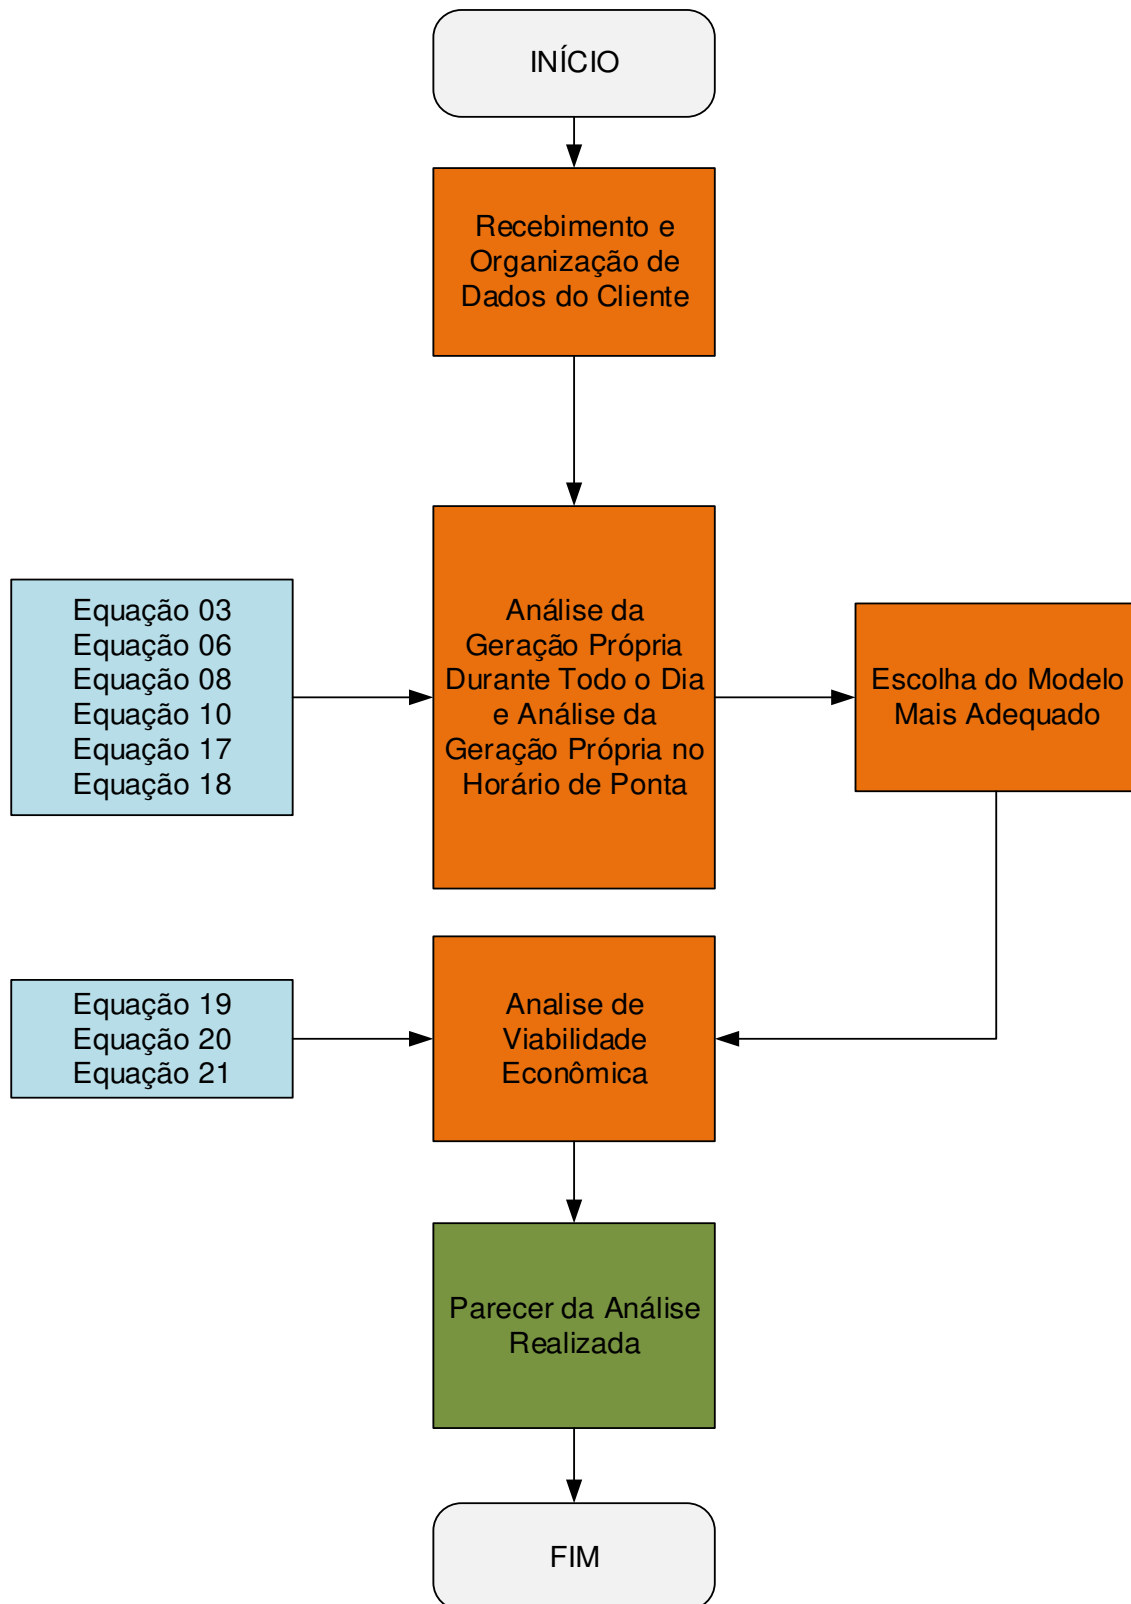 INÍCIO
Recebimento e
Organização de
Dados do Cliente
Equação 03
Equação 06
Equação 08
Equação 10
Equação 17
Equação 18
Análise da
Geração Própria
Durante Todo o Dia
e Análise da
Geração Própria no
Horário de Ponta
Escolha do Modelo
Mais Adequado
Equação 19
Equação 20
Equação 21
Analise de
Viabilidade
Econômica
Parecer da Análise
Realizada
FIM